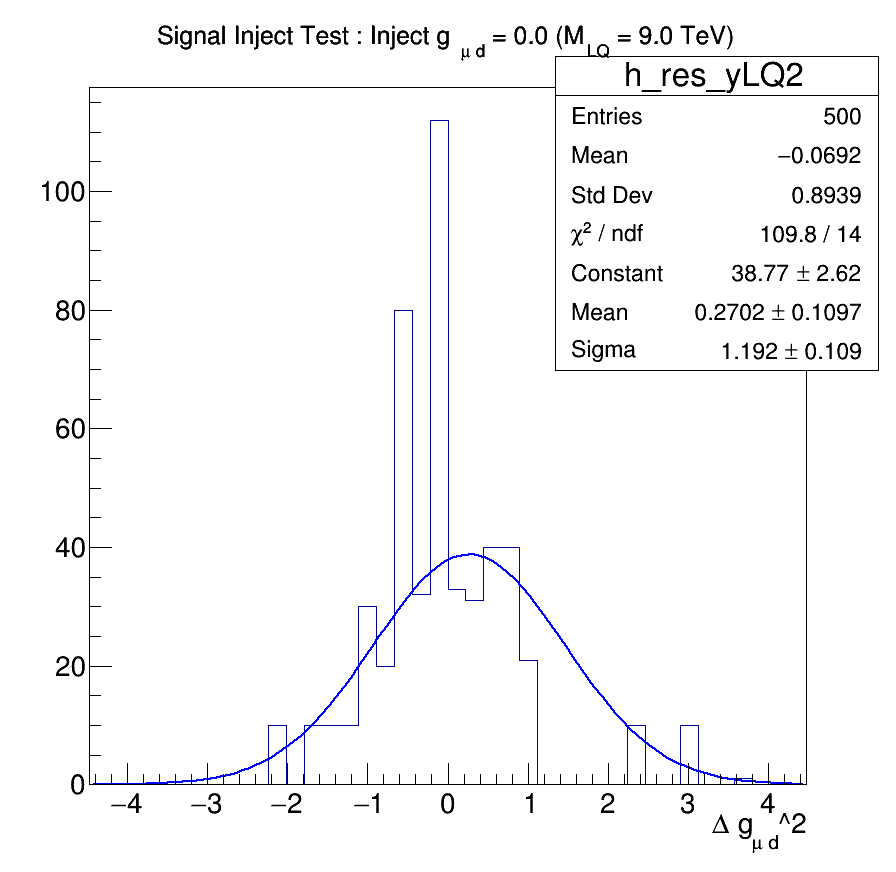 Signal Inject Test : Inject g μ d = 0.0 (M LQ = 9.0 TeV)
h_res_yLQ2
Entries 500
Mean −0.0692
Std Dev 0.8939
χ² / ndf 109.8 / 14
Constant 38.77 ± 2.62
Mean 0.2702 ± 0.1097
Sigma 1.192 ± 0.109
100
80
60
40
20
0
−4 −3 −2 −1 0 1 2 3 4
Δ g μ d ^2